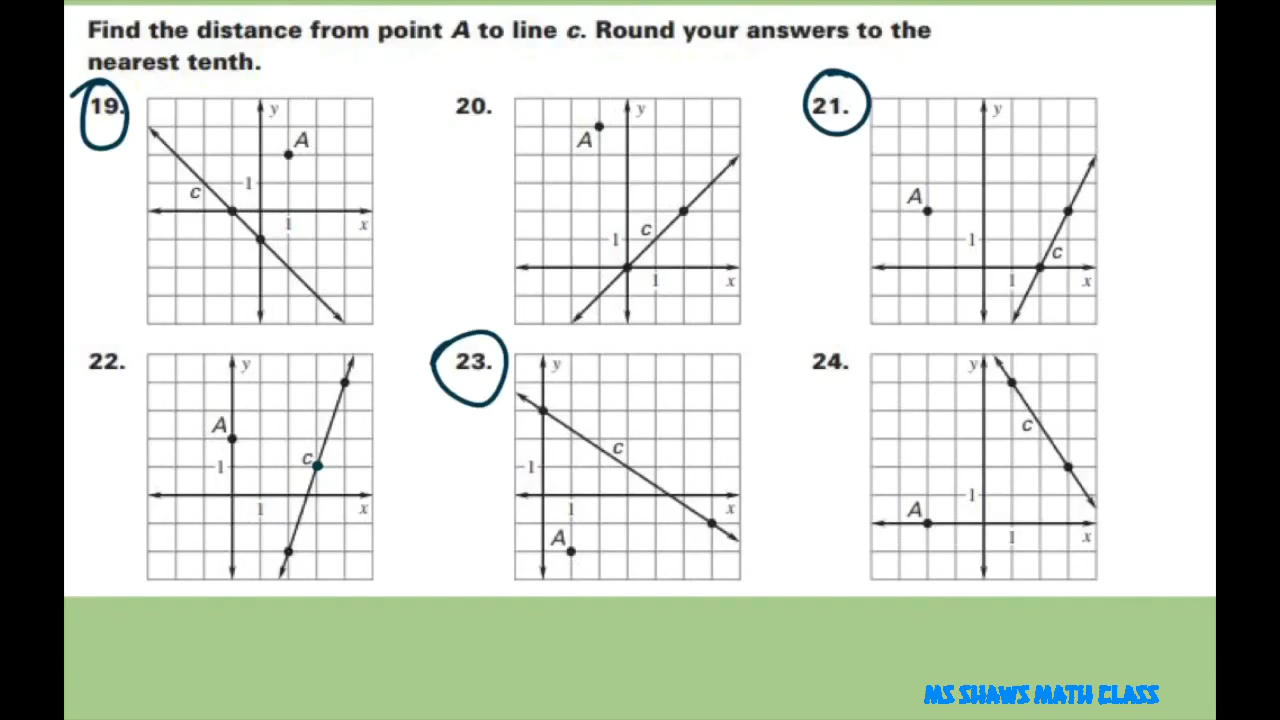 Find the distance from point A to line c. Round your answers to the
nearest tenth.
19.
y
A
1
c
1
x
20.
y
A
c
1
1
x
21.
y
A
1
c
1
x
22.
y
A
c
1
1
x
23.
y
c
1
1
x
A
24.
y
c
1
A
1
x
MS SHAWS MATH CLASS